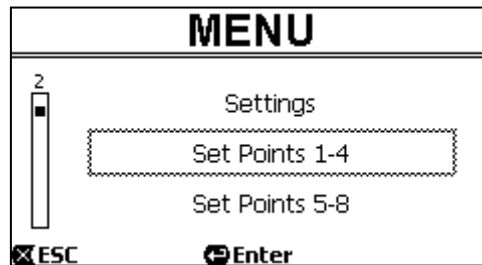 MENU
2
Settings
Set Points 1-4
Set Points 5-8
ESC Enter